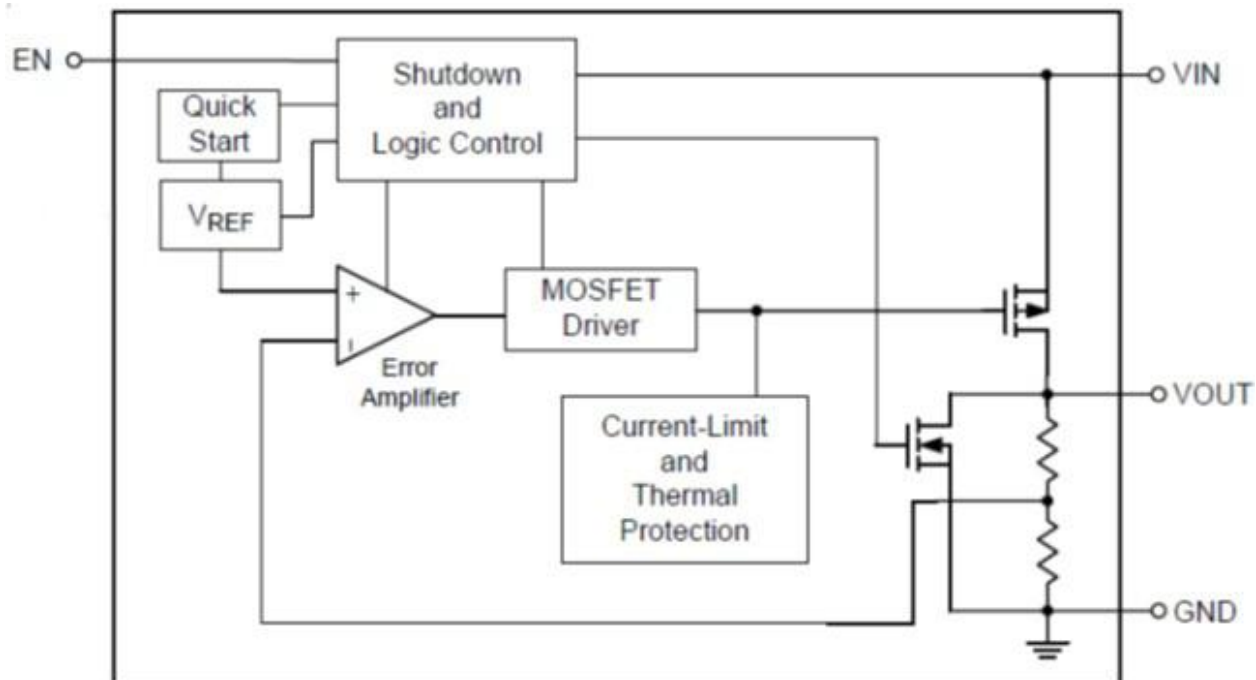 EN
Shutdown
and
Logic Control
VIN
Quick
Start
VREF
+
-
MOSFET
Driver
Error
Amplifier
VOUT
Current-Limit
and
Thermal
Protection
GND